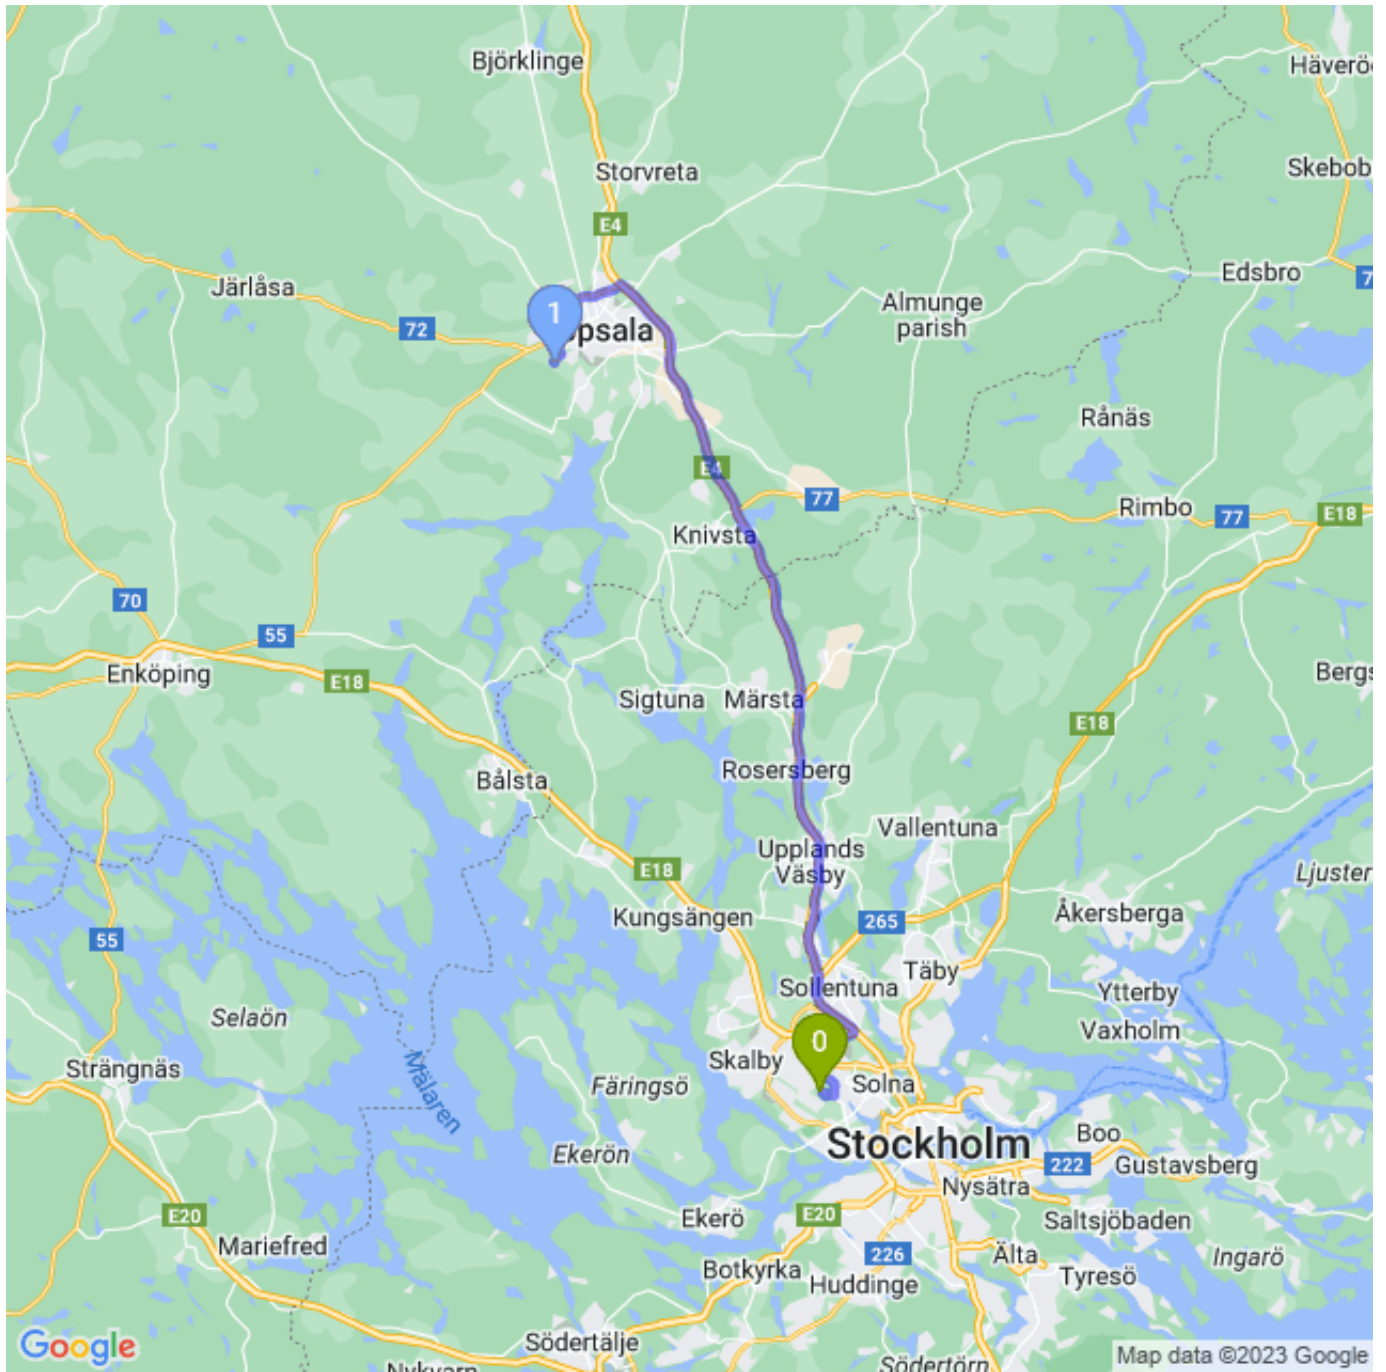 Björklinge
Häverö
Storvreta
Skebob
E4
Edsbro
7
Järlåsa
Almunge
parish
1
72
psala
Rånäs
E4
77
Rimbo
77
E18
Knivsta
70
55
Enköping
E18
Sigtuna
Märsta
Bergs
E18
Rosersberg
Bålsta
Vallentuna
Upplands
Väsby
E18
Ljuster
Kungsängen
265
Åkersberga
55
Täby
Sollentuna
Ytterby
Selaön
Vaxholm
0
Skalby
Strängnäs
Mälaren
Färingsö
Solna
Stockholm
Boo
Ekerön
222
Gustavsberg
Nysätra
E20
Ekerö
E20
Saltsjöbaden
Mariefred
226
Älta
Ingarö
Botkyrka
Huddinge
Tyresö
Södertälje
Google
Nykvarn
Södertörn
Map data ©2023 Google